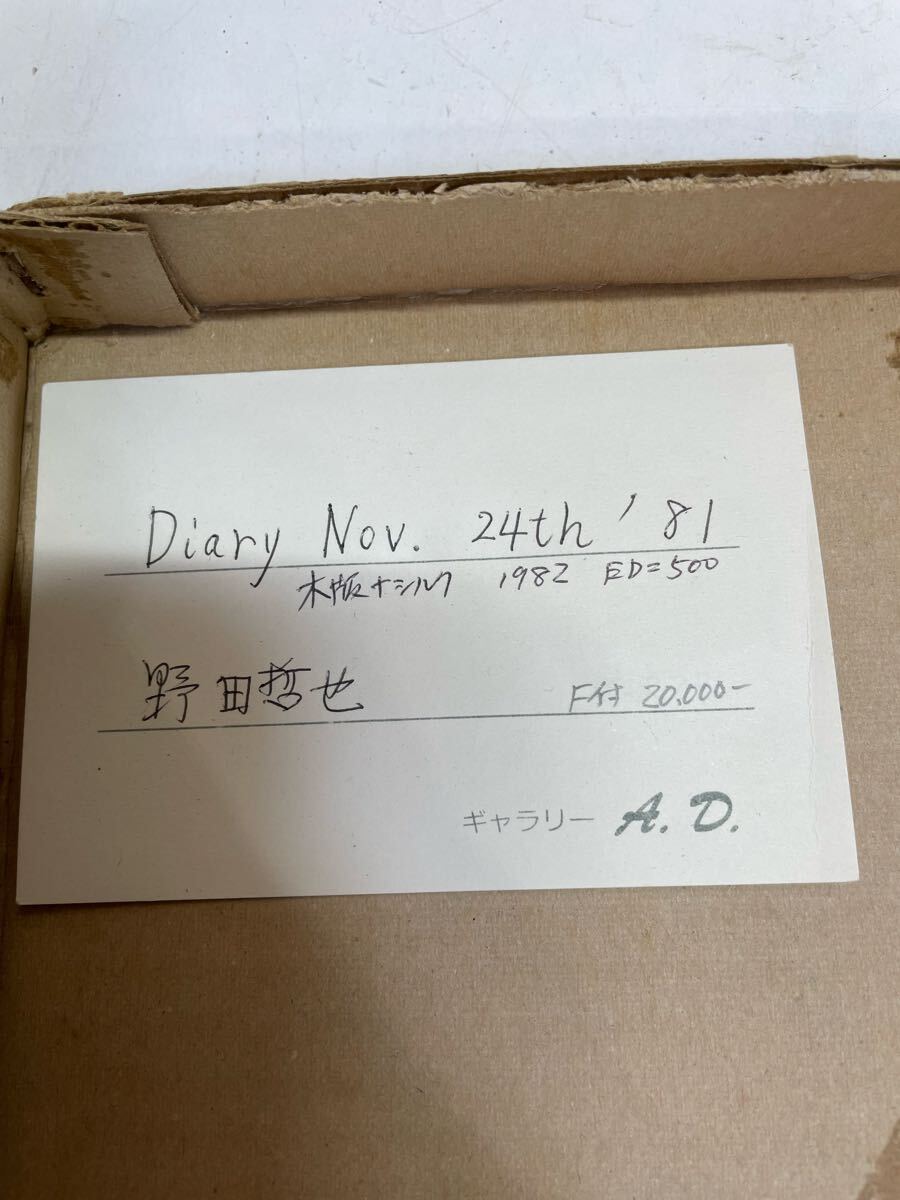 Diary Nov. 24th '81
木版+シルク 1982 ED=500
野田哲也
F付 20,000-
ギャラリー A.D.